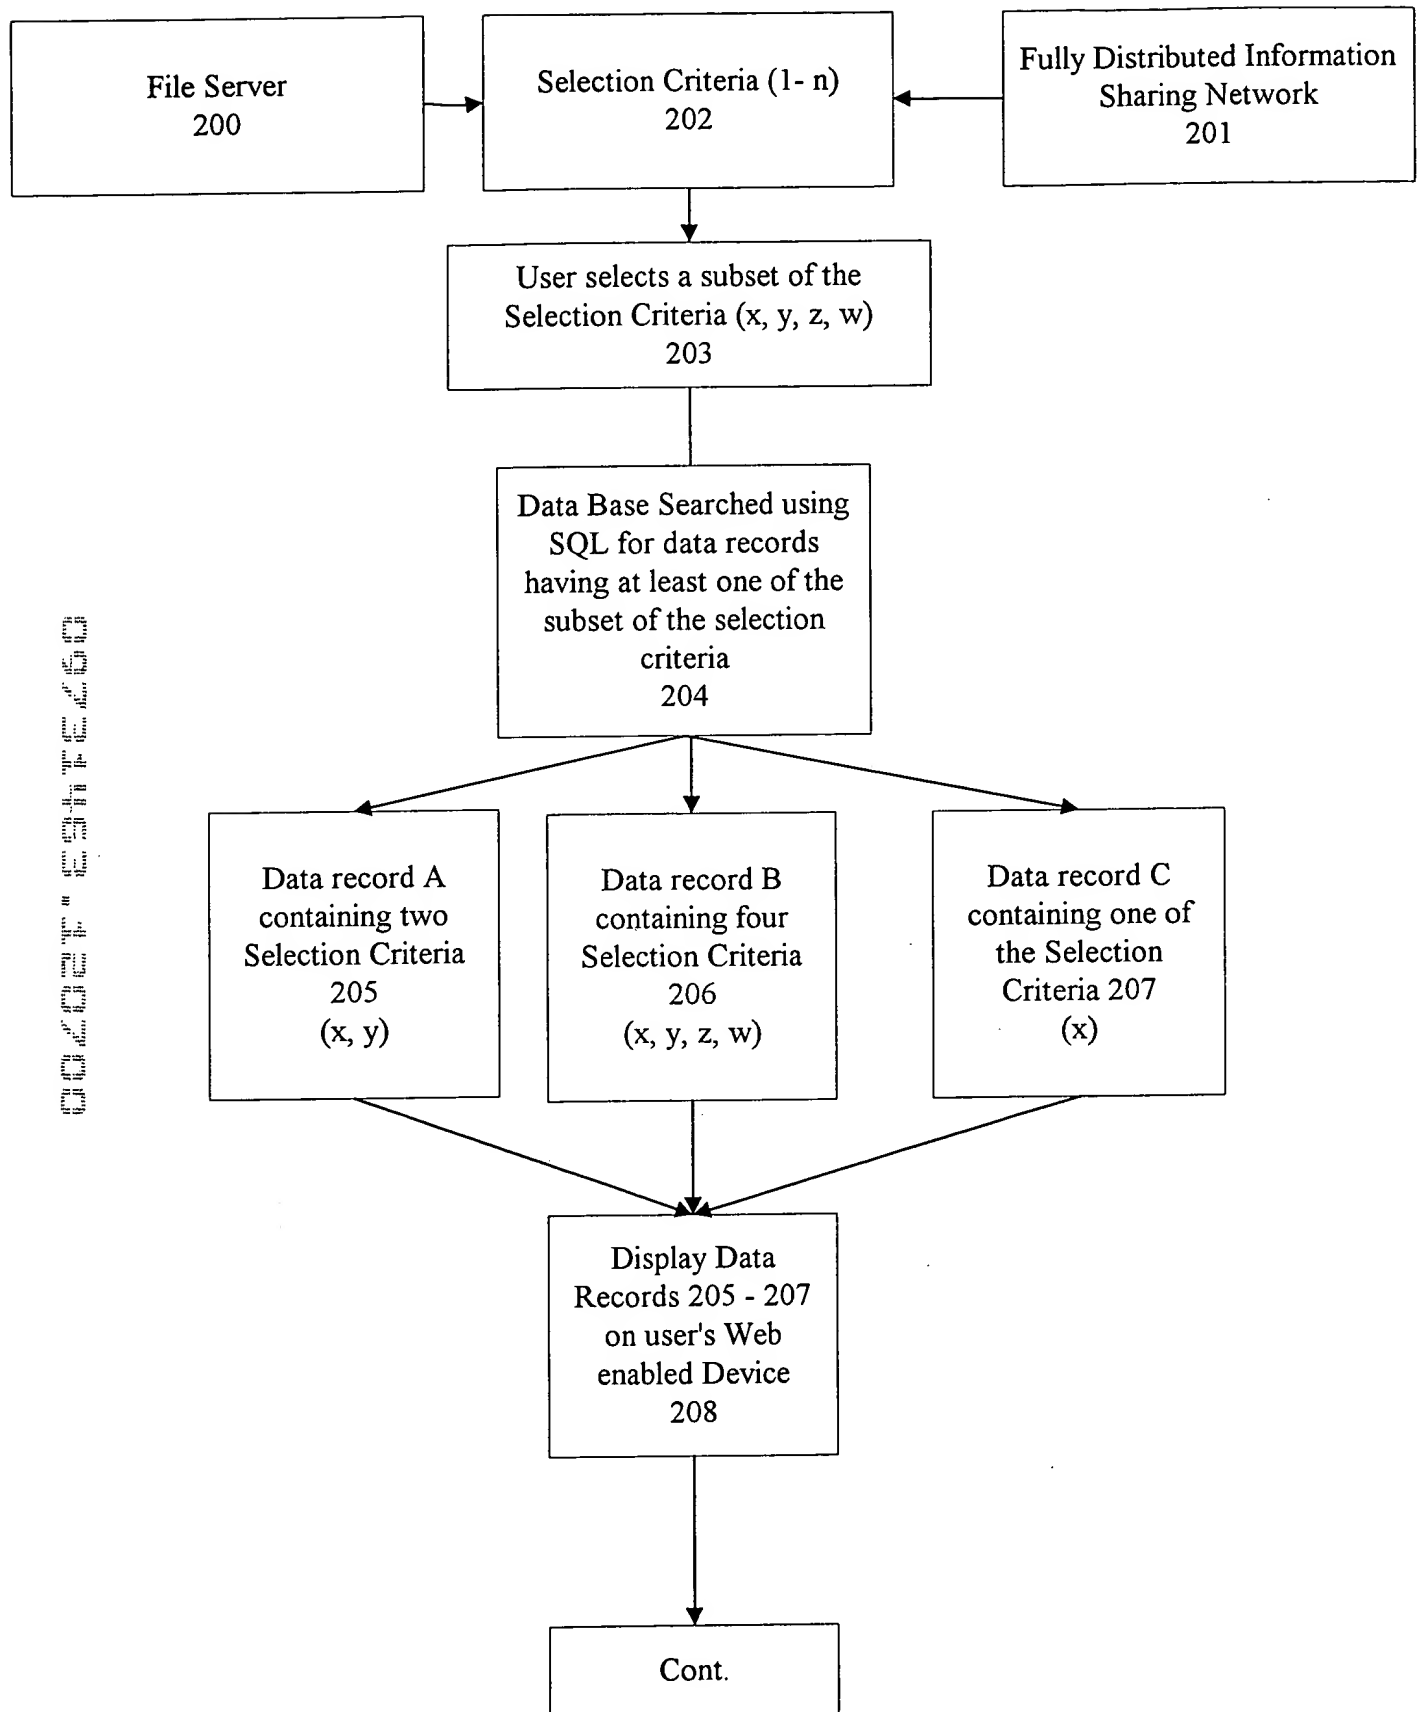 File Server
200
Selection Criteria (1- n)
202
Fully Distributed Information
Sharing Network
201
User selects a subset of the
Selection Criteria (x, y, z, w)
203
Data Base Searched using
SQL for data records
having at least one of the
subset of the selection
criteria
204
Data record A
containing two
Selection Criteria
205
(x, y)
Data record B
containing four
Selection Criteria
206
(x, y, z, w)
Data record C
containing one of
the Selection
Criteria 207
(x)
Display Data
Records 205 - 207
on user's Web
enabled Device
208
Cont.